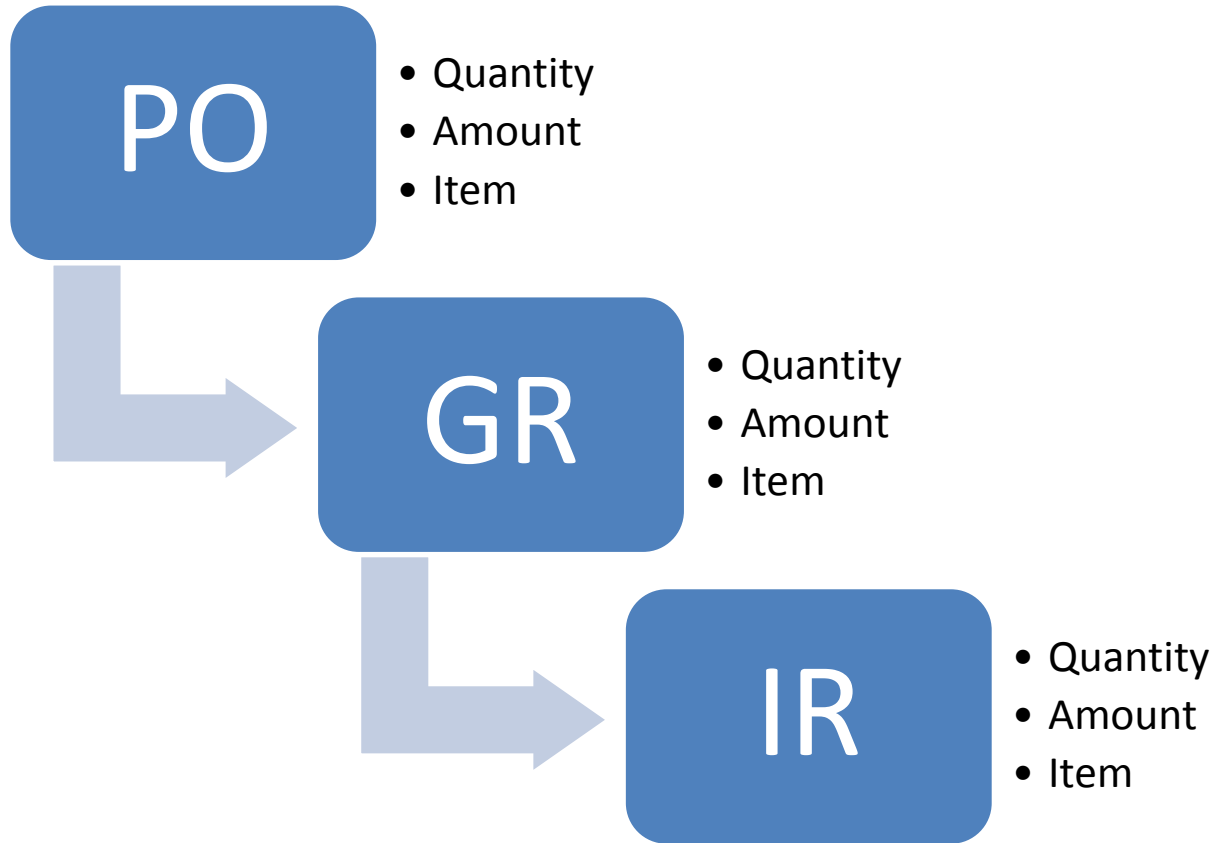 PO
• Quantity
• Amount
• Item
GR
• Quantity
• Amount
• Item
IR
• Quantity
• Amount
• Item